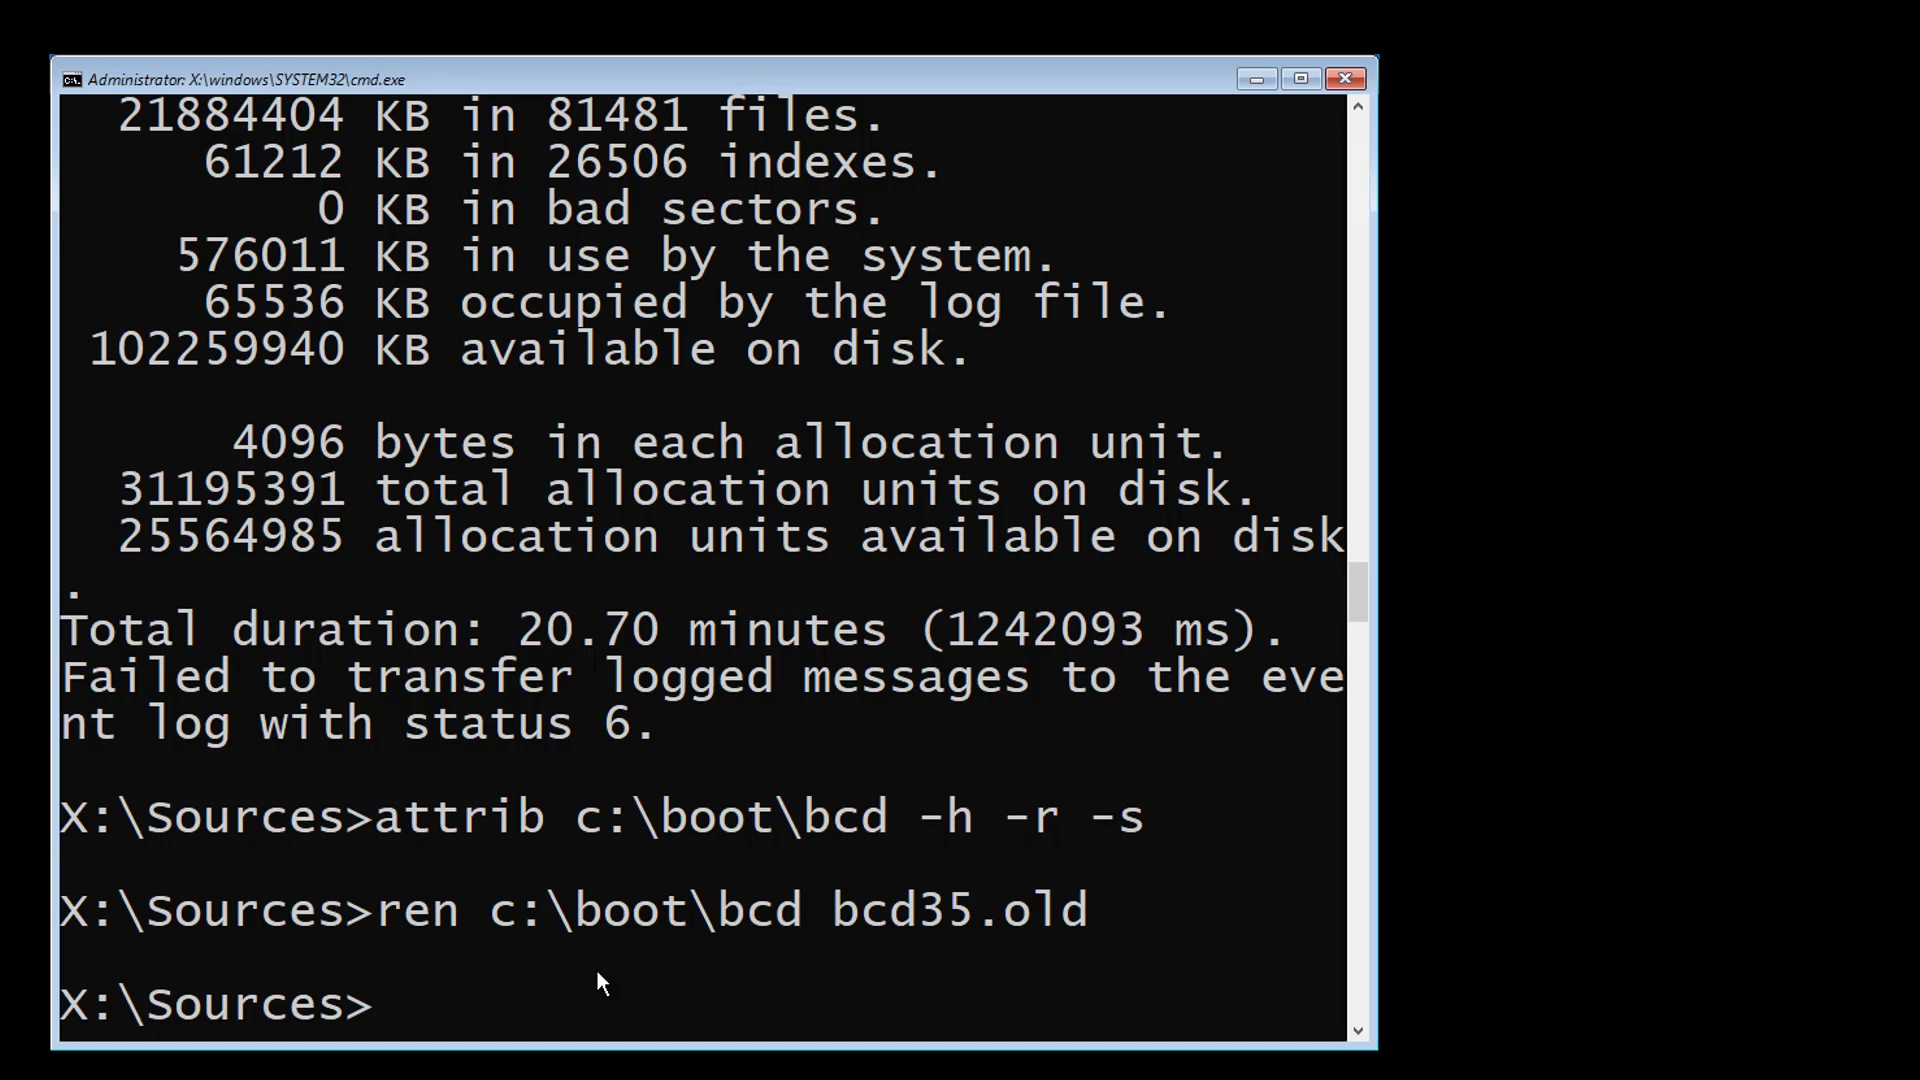 Administrator: X:\windows\SYSTEM32\cmd.exe
21884404 KB in 81481 files.
61212 KB in 26506 indexes.
0 KB in bad sectors.
576011 KB in use by the system.
65536 KB occupied by the log file.
102259940 KB available on disk.
4096 bytes in each allocation unit.
31195391 total allocation units on disk.
25564985 allocation units available on disk
.
Total duration: 20.70 minutes (1242093 ms).
Failed to transfer logged messages to the eve
nt log with status 6.
X:\Sources>attrib c:\boot\bcd -h -r -s
X:\Sources>ren c:\boot\bcd bcd35.old
X:\Sources>